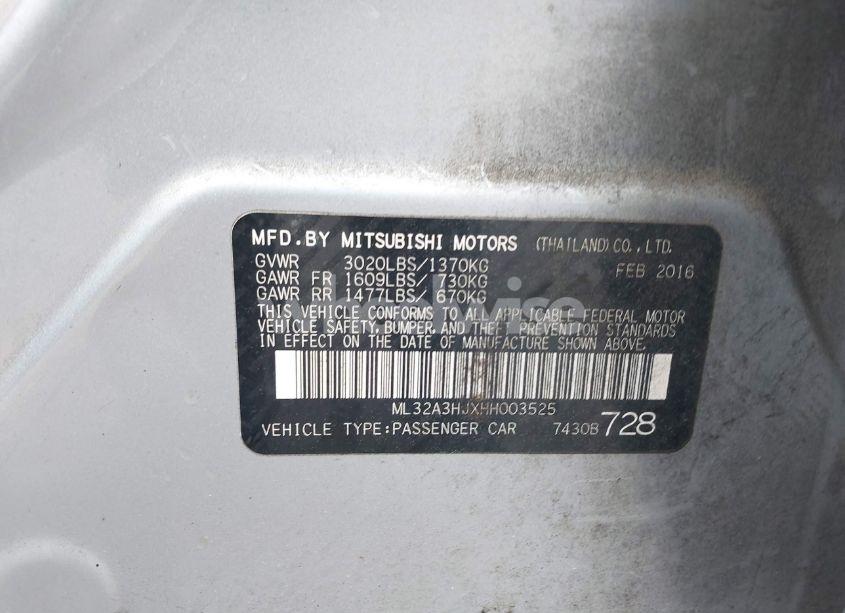 MFD.BY MITSUBISHI MOTORS (THAILAND)CO.,LTD.
GVWR 3020LBS/1370KG FEB 2016
GAWR FR 1609LBS/ 730KG
GAWR RR 1477LBS/ 670KG
THIS VEHICLE CONFORMS TO ALL APPLICABLE FEDERAL MOTOR
VEHICLE SAFETY, BUMPER, AND THEFT PREVENTION STANDARDS
IN EFFECT ON THE DATE OF MANUFACTURE SHOWN ABOVE.
ML32A3HJXHH003525
VEHICLE TYPE:PASSENGER CAR 7430B 728